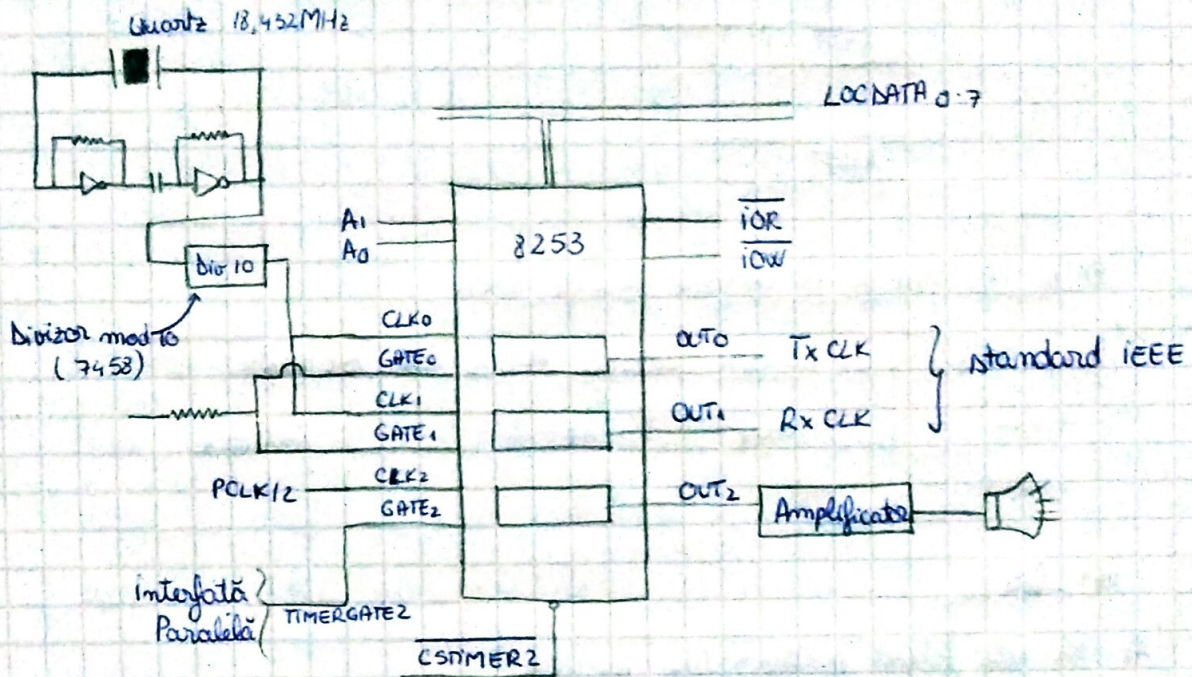 Quartz 18,432MHz
LOCDATA 0÷7
A1
A0
8253
IOR
IOW
Div 10
Divizor mod 10
(7458)
CLK0
GATE0
CLK1
GATE1
PCLK/2
CLK2
GATE2
OUT0
TX CLK
OUT1
RX CLK
standard IEEE
OUT2
Amplificator
Interfată
Paralelă
TIMERGATE2
CSTIMER2